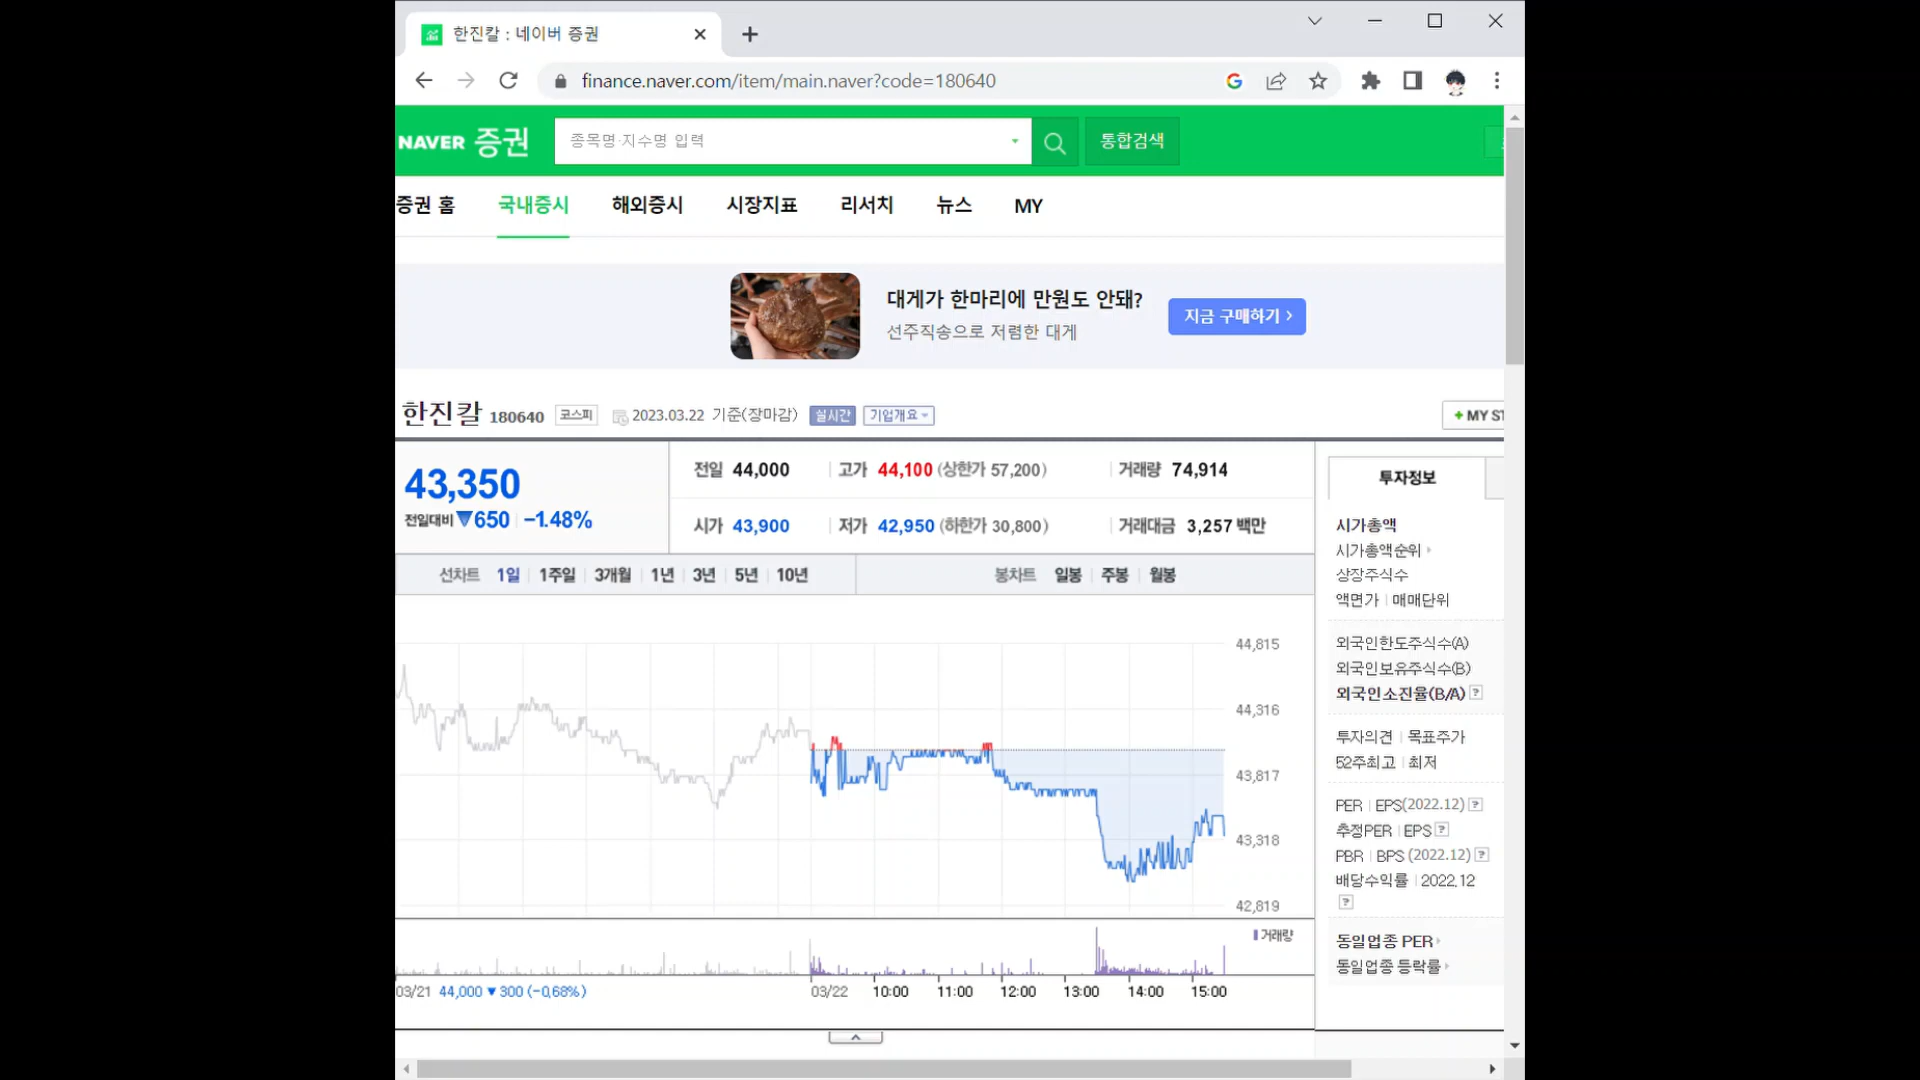 한진칼 : 네이버 증권
finance.naver.com/item/main.naver?code=180640
NAVER 증권
종목명·지수명 입력
통합검색
증권 홈 국내증시 해외증시 시장지표 리서치 뉴스 MY
대게가 한마리에 만원도 안돼?
선주직송으로 저렴한 대게
지금 구매하기 >
한진칼 180640 코스피 2023.03.22 기준(장마감) 실시간 기업개요
+ MY ST
43,350
전일대비 ▼650 -1.48%
전일 44,000 고가 44,100 (상한가 57,200) 거래량 74,914
시가 43,900 저가 42,950 (하한가 30,800) 거래대금 3,257 백만
선차트 1일 1주일 3개월 1년 3년 5년 10년
봉차트 일봉 주봉 월봉
44,815
44,316
43,817
43,318
42,819
거래량
03/21 44,000 ▼ 300 (-0.68%)
03/22 10:00 11:00 12:00 13:00 14:00 15:00
투자정보
시가총액
시가총액순위
상장주식수
액면가 | 매매단위
외국인한도주식수(A)
외국인보유주식수(B)
외국인소진율(B/A) ?
투자의견 | 목표주가
52주최고 | 최저
PER | EPS(2022.12) ?
추정PER | EPS ?
PBR | BPS (2022.12) ?
배당수익률 | 2022.12
?
동일업종 PER
동일업종 등락률